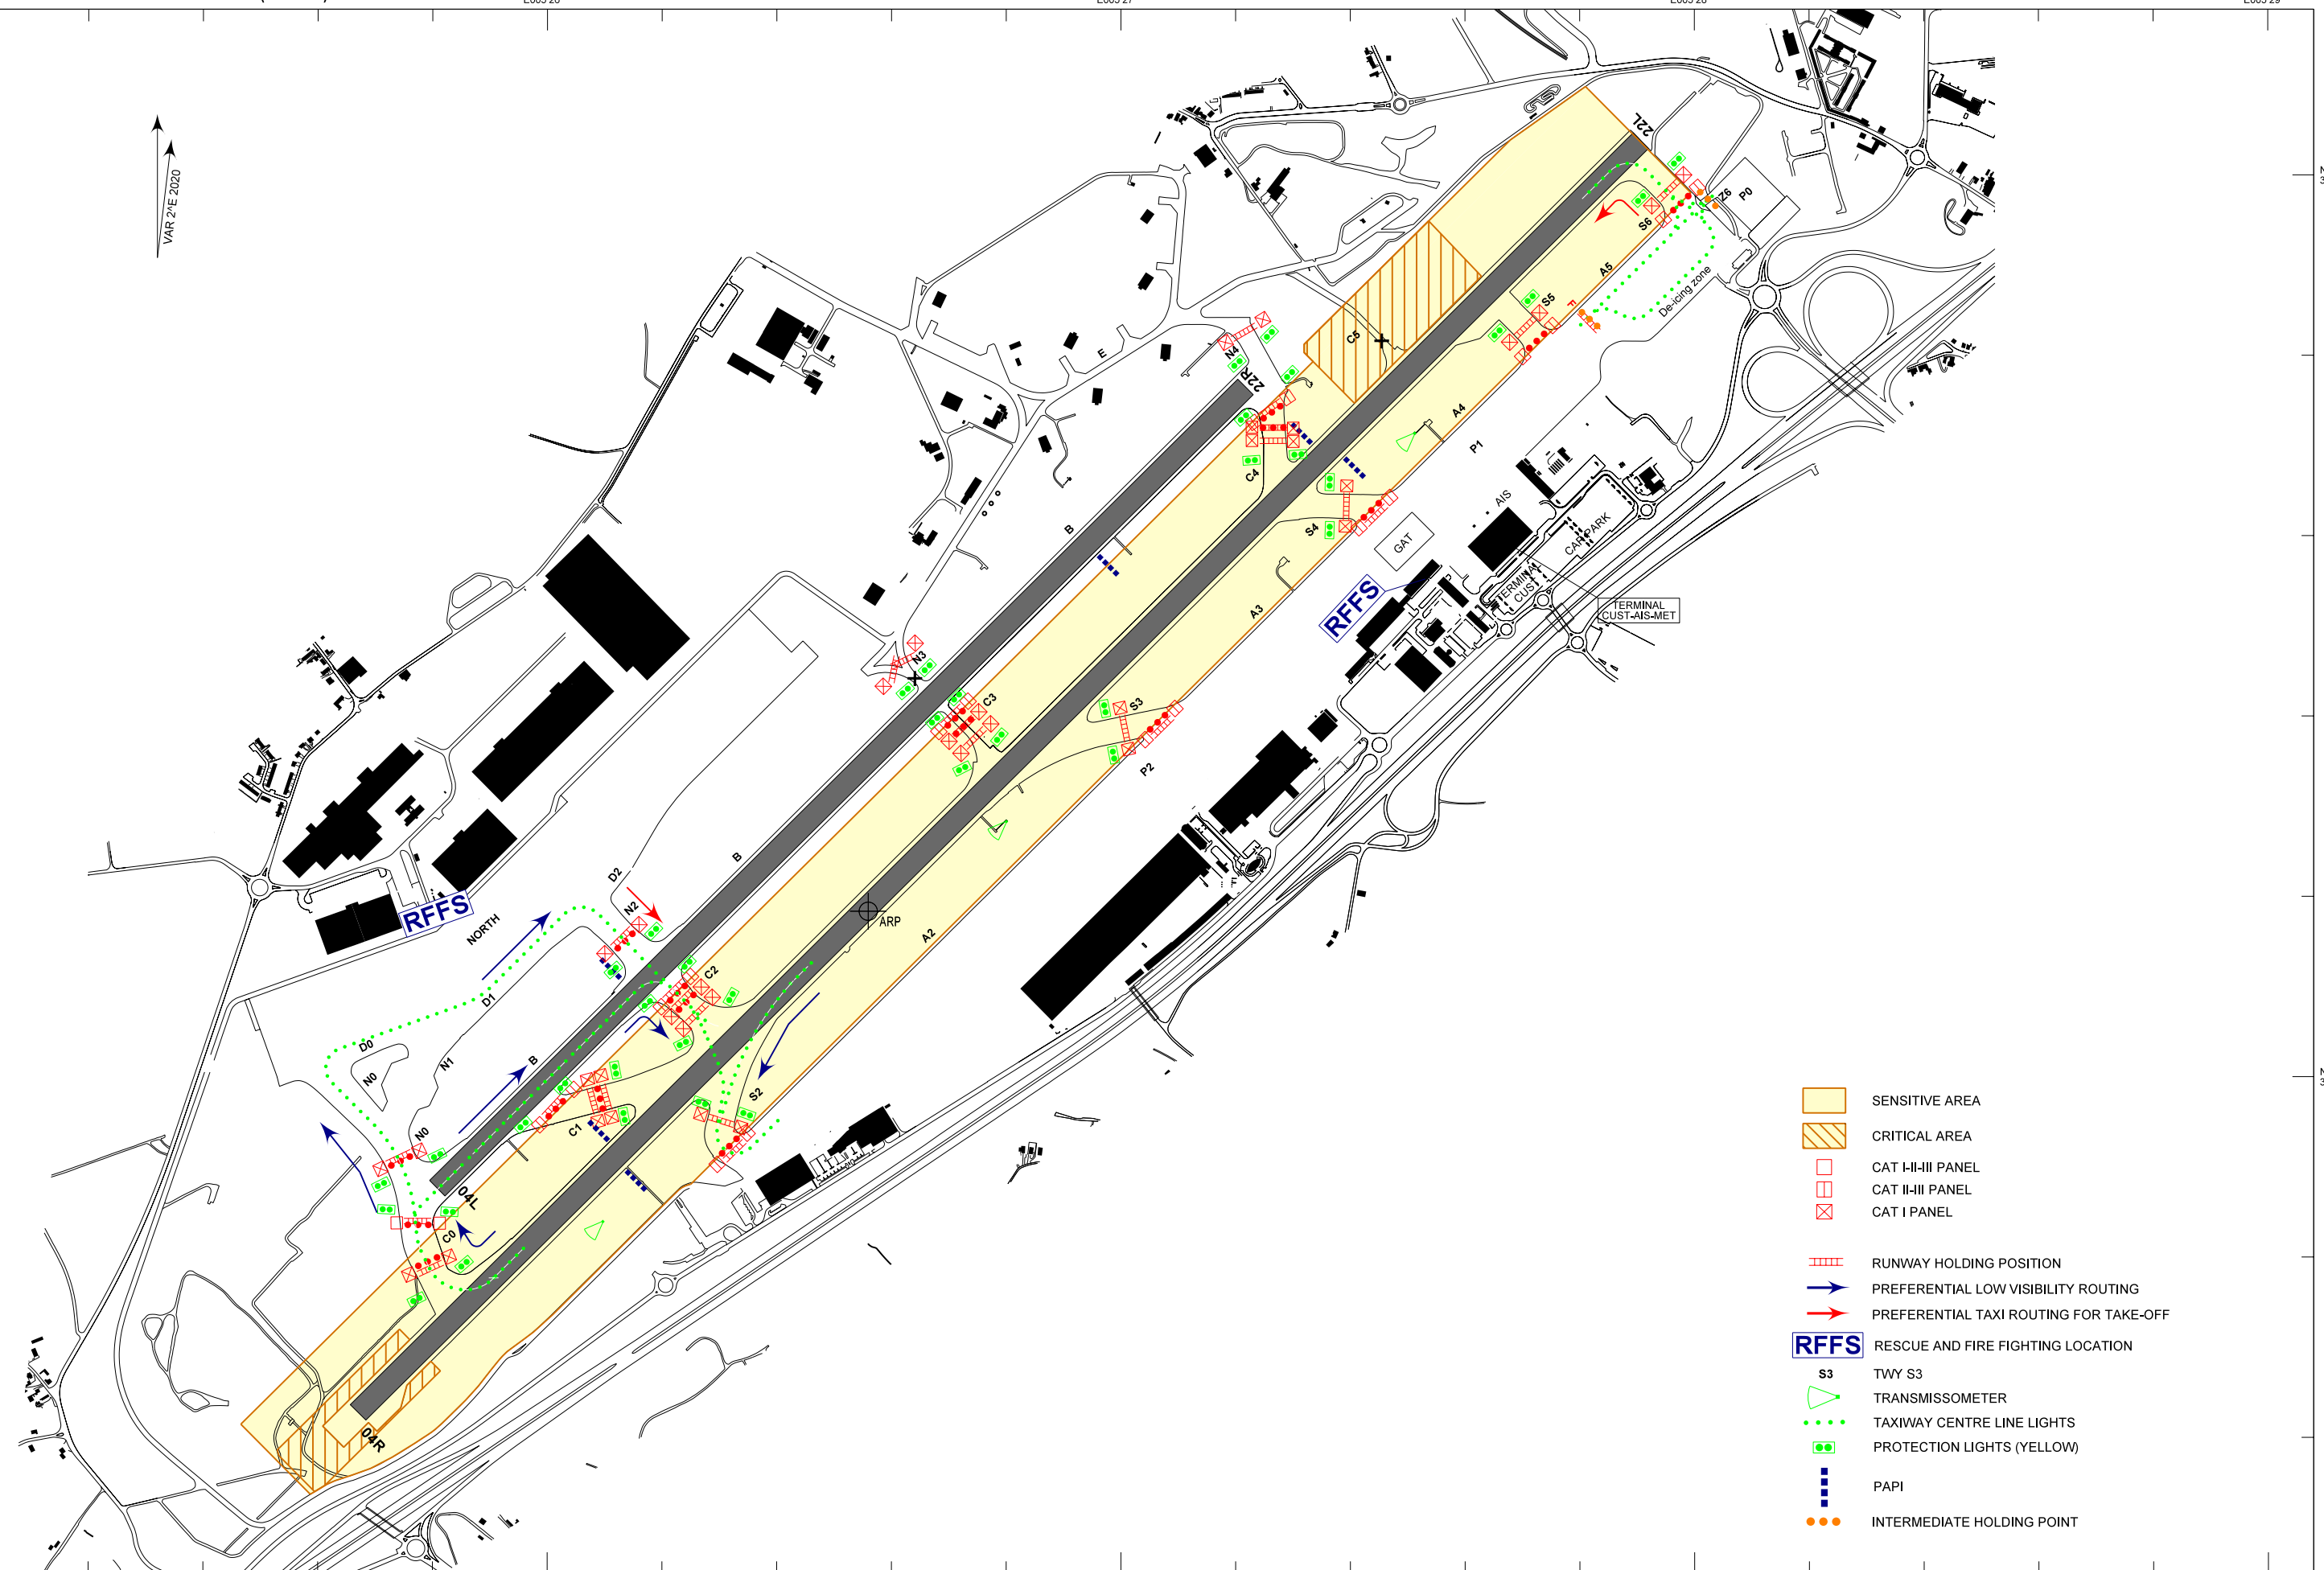 VAR 2^E 2020
22L
Z6
P0
S6
A5
De-icing zone
S5
F
C5
E
N4
22R
A4
P1
C4
B
AIS
S4
GAT
CAR PARK
A3
TERMINAL
CUST
RFFS
TERMINAL
CUST-AIS-MET
N3
C3
S3
P2
B
D2
N2
RFFS
NORTH
ARP
A2
C2
D1
D0
N0
N1
B
S2
C1
N0
04L
C0
04R
SENSITIVE AREA
CRITICAL AREA
CAT I-II-III PANEL
CAT II-III PANEL
CAT I PANEL
RUNWAY HOLDING POSITION
PREFERENTIAL LOW VISIBILITY ROUTING
PREFERENTIAL TAXI ROUTING FOR TAKE-OFF
RFFS RESCUE AND FIRE FIGHTING LOCATION
S3 TWY S3
TRANSMISSOMETER
TAXIWAY CENTRE LINE LIGHTS
PROTECTION LIGHTS (YELLOW)
PAPI
INTERMEDIATE HOLDING POINT